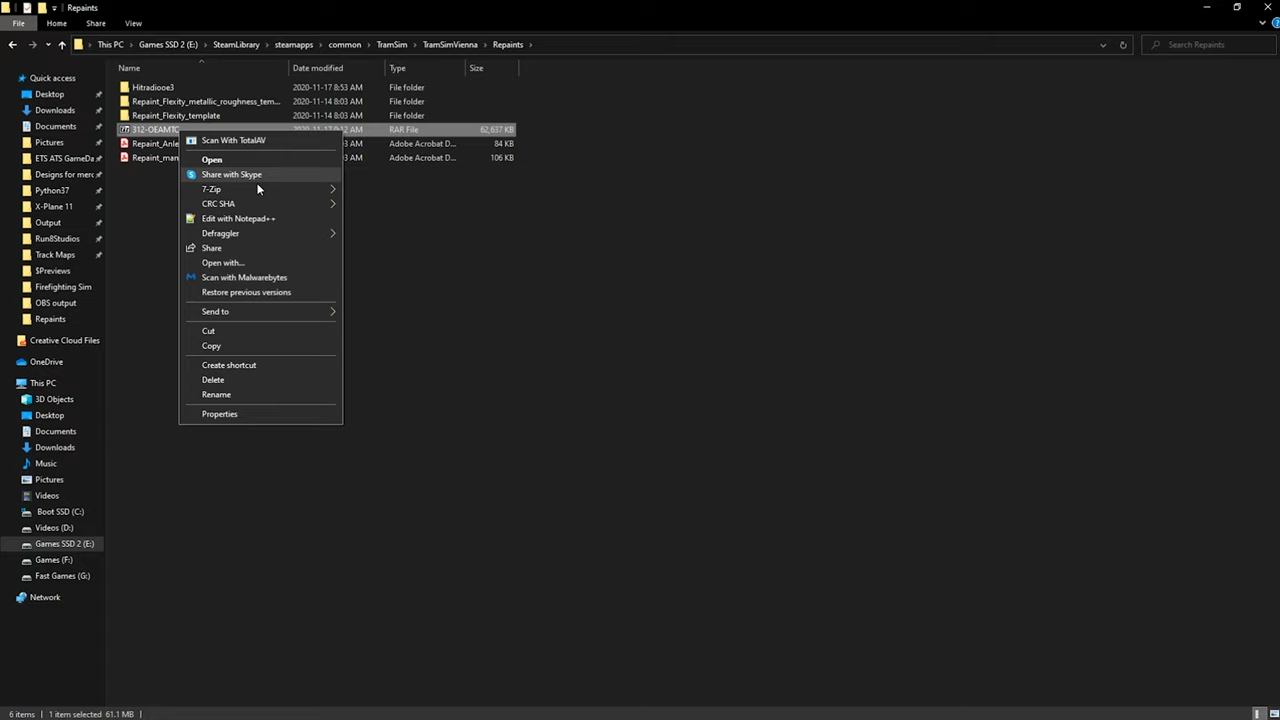 Repaints
File Home Share View
This PC Games SSD 2 (E:) SteamLibrary steamapps common TramSim TramSimVienna Repaints Search Repaints
Name Date modified Type Size
Quick access
Desktop
Downloads
Documents
Pictures
ETS ATS GameDa
Designs for merc
Python37
X-Plane 11
Output
Run8Studios
Track Maps
$Previews
Firefighting Sim
OBS output
Repaints
Creative Cloud Files
OneDrive
This PC
3D Objects
Desktop
Documents
Downloads
Music
Pictures
Videos
Boot SSD (C:)
Videos (D:)
Games SSD 2 (E:)
Games (F:)
Fast Games (G:)
Network
Hitradiooe3 2020-11-17 8:53 AM File folder
Repaint_Flexity_metallic_roughness_tem... 2020-11-14 8:03 AM File folder
Repaint_Flexity_template 2020-11-14 8:03 AM File folder
312-OEAMTC AM RAR File 62,637 KB
Repaint_Anle AM Adobe Acrobat D... 84 KB
Repaint_man AM Adobe Acrobat D... 106 KB
Scan With TotalAV
Open
Share with Skype
7-Zip
CRC SHA
Edit with Notepad++
Defraggler
Share
Open with...
Scan with Malwarebytes
Restore previous versions
Send to
Cut
Copy
Create shortcut
Delete
Rename
Properties
6 items 1 item selected 61.1 MB